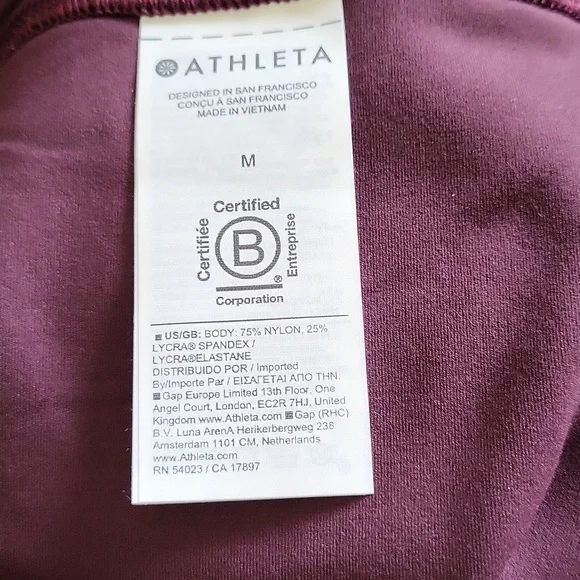 ATHLETA
DESIGNED IN SAN FRANCISCO
CONÇU À SAN FRANCISCO
MADE IN VIETNAM
M
Certified
Certifiée
B
Entreprise
®
Corporation
US/GB: BODY: 75% NYLON, 25%
LYCRA® SPANDEX /
LYCRA®ELASTANE
DISTRIBUIDO POR / Imported
By/Importe Par / ΕΙΣΑΓΕΤΑΙ ΑΠΟ ΤΗΝ:
Gap Europe Limited 13th Floor, One
Angel Court, London, EC2R 7HJ, United
Kingdom www.Athleta.com Gap (RHC)
B.V. Luna ArenA Herikerbergweg 238
Amsterdam 1101 CM, Netherlands
www.Athleta.com
RN 54023 / CA 17897